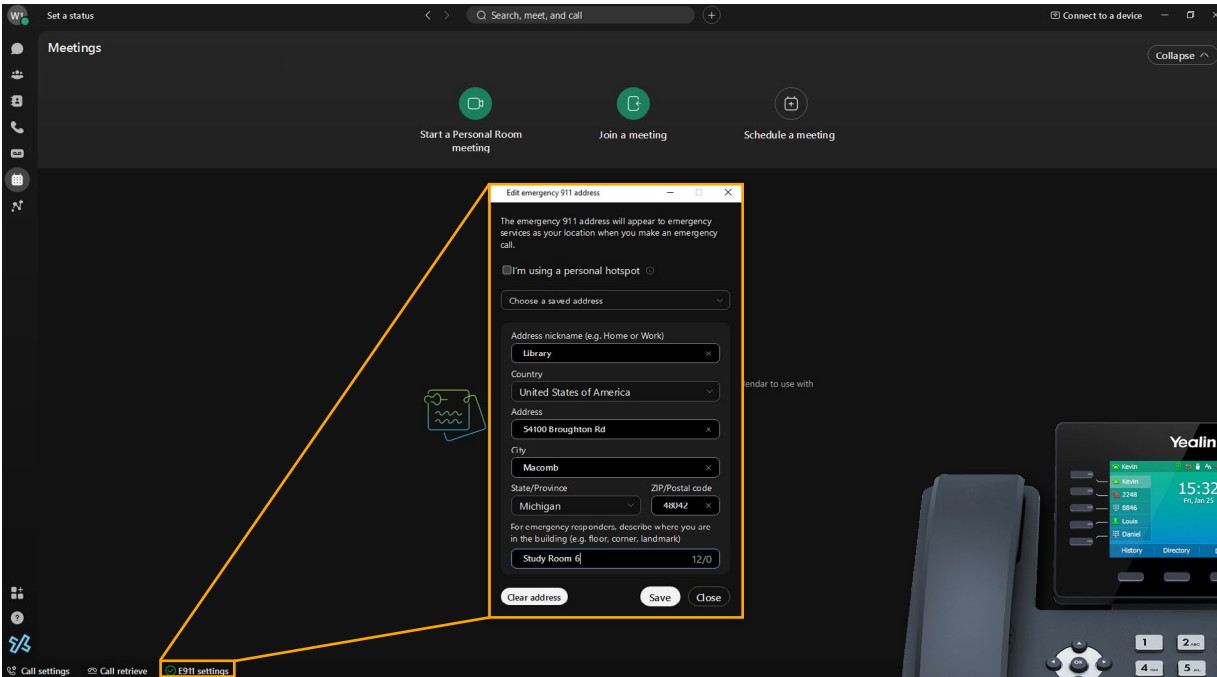 W1
Set a status
Search, meet, and call
Connect to a device
Meetings
Collapse
Start a Personal Room
meeting
Join a meeting
Schedule a meeting
Edit emergency 911 address
The emergency 911 address will appear to emergency
services as your location when you make an emergency
call.
I'm using a personal hotspot
Choose a saved address
Address nickname (e.g. Home or Work)
Library
Country
United States of America
Address
54100 Broughton Rd
City
Macomb
State/Province
ZIP/Postal code
Michigan
48042
For emergency responders, describe where you are
in the building (e.g. floor, corner, landmark)
Study Room 6
12/0
Clear address
Save
Close
lendar to use with
Yealin
Kevin
Kevin
2248
8846
Louis
Daniel
15:32
Fri, Jan 25
History
Directory
OK
1
2 ABC
4
5
Call settings
Call retrieve
E911 settings